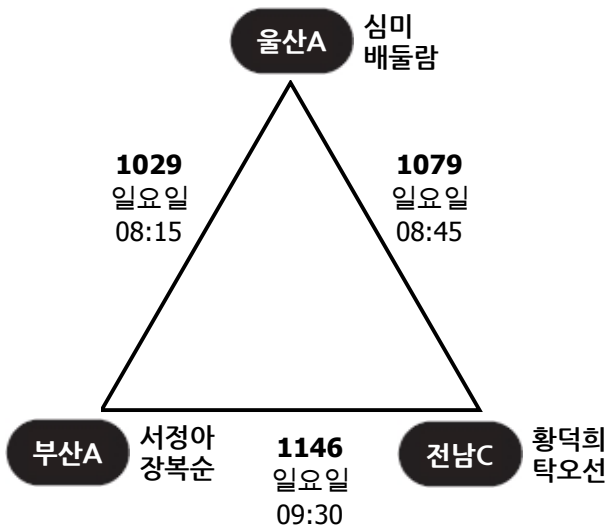 울산A
심미
배둘람
1029
일요일
08:15
1079
일요일
08:45
부산A
서정아
장복순
1146
일요일
09:30
전남C
황덕희
탁오선